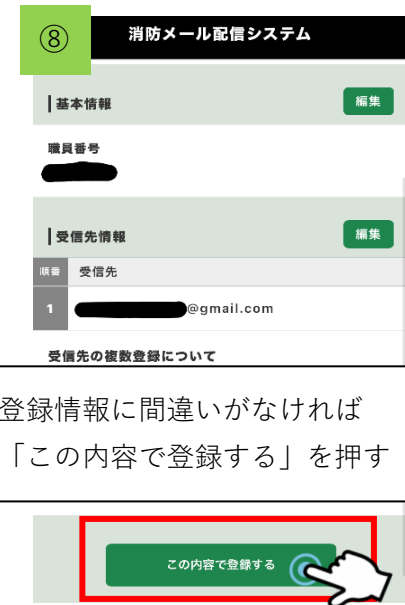 ⑧
消防メール配信システム
基本情報
編集
職員番号
受信先情報
編集
順番 受信先
1 @gmail.com
受信先の複数登録について
登録情報に間違いがなければ
「この内容で登録する」を押す
この内容で登録する